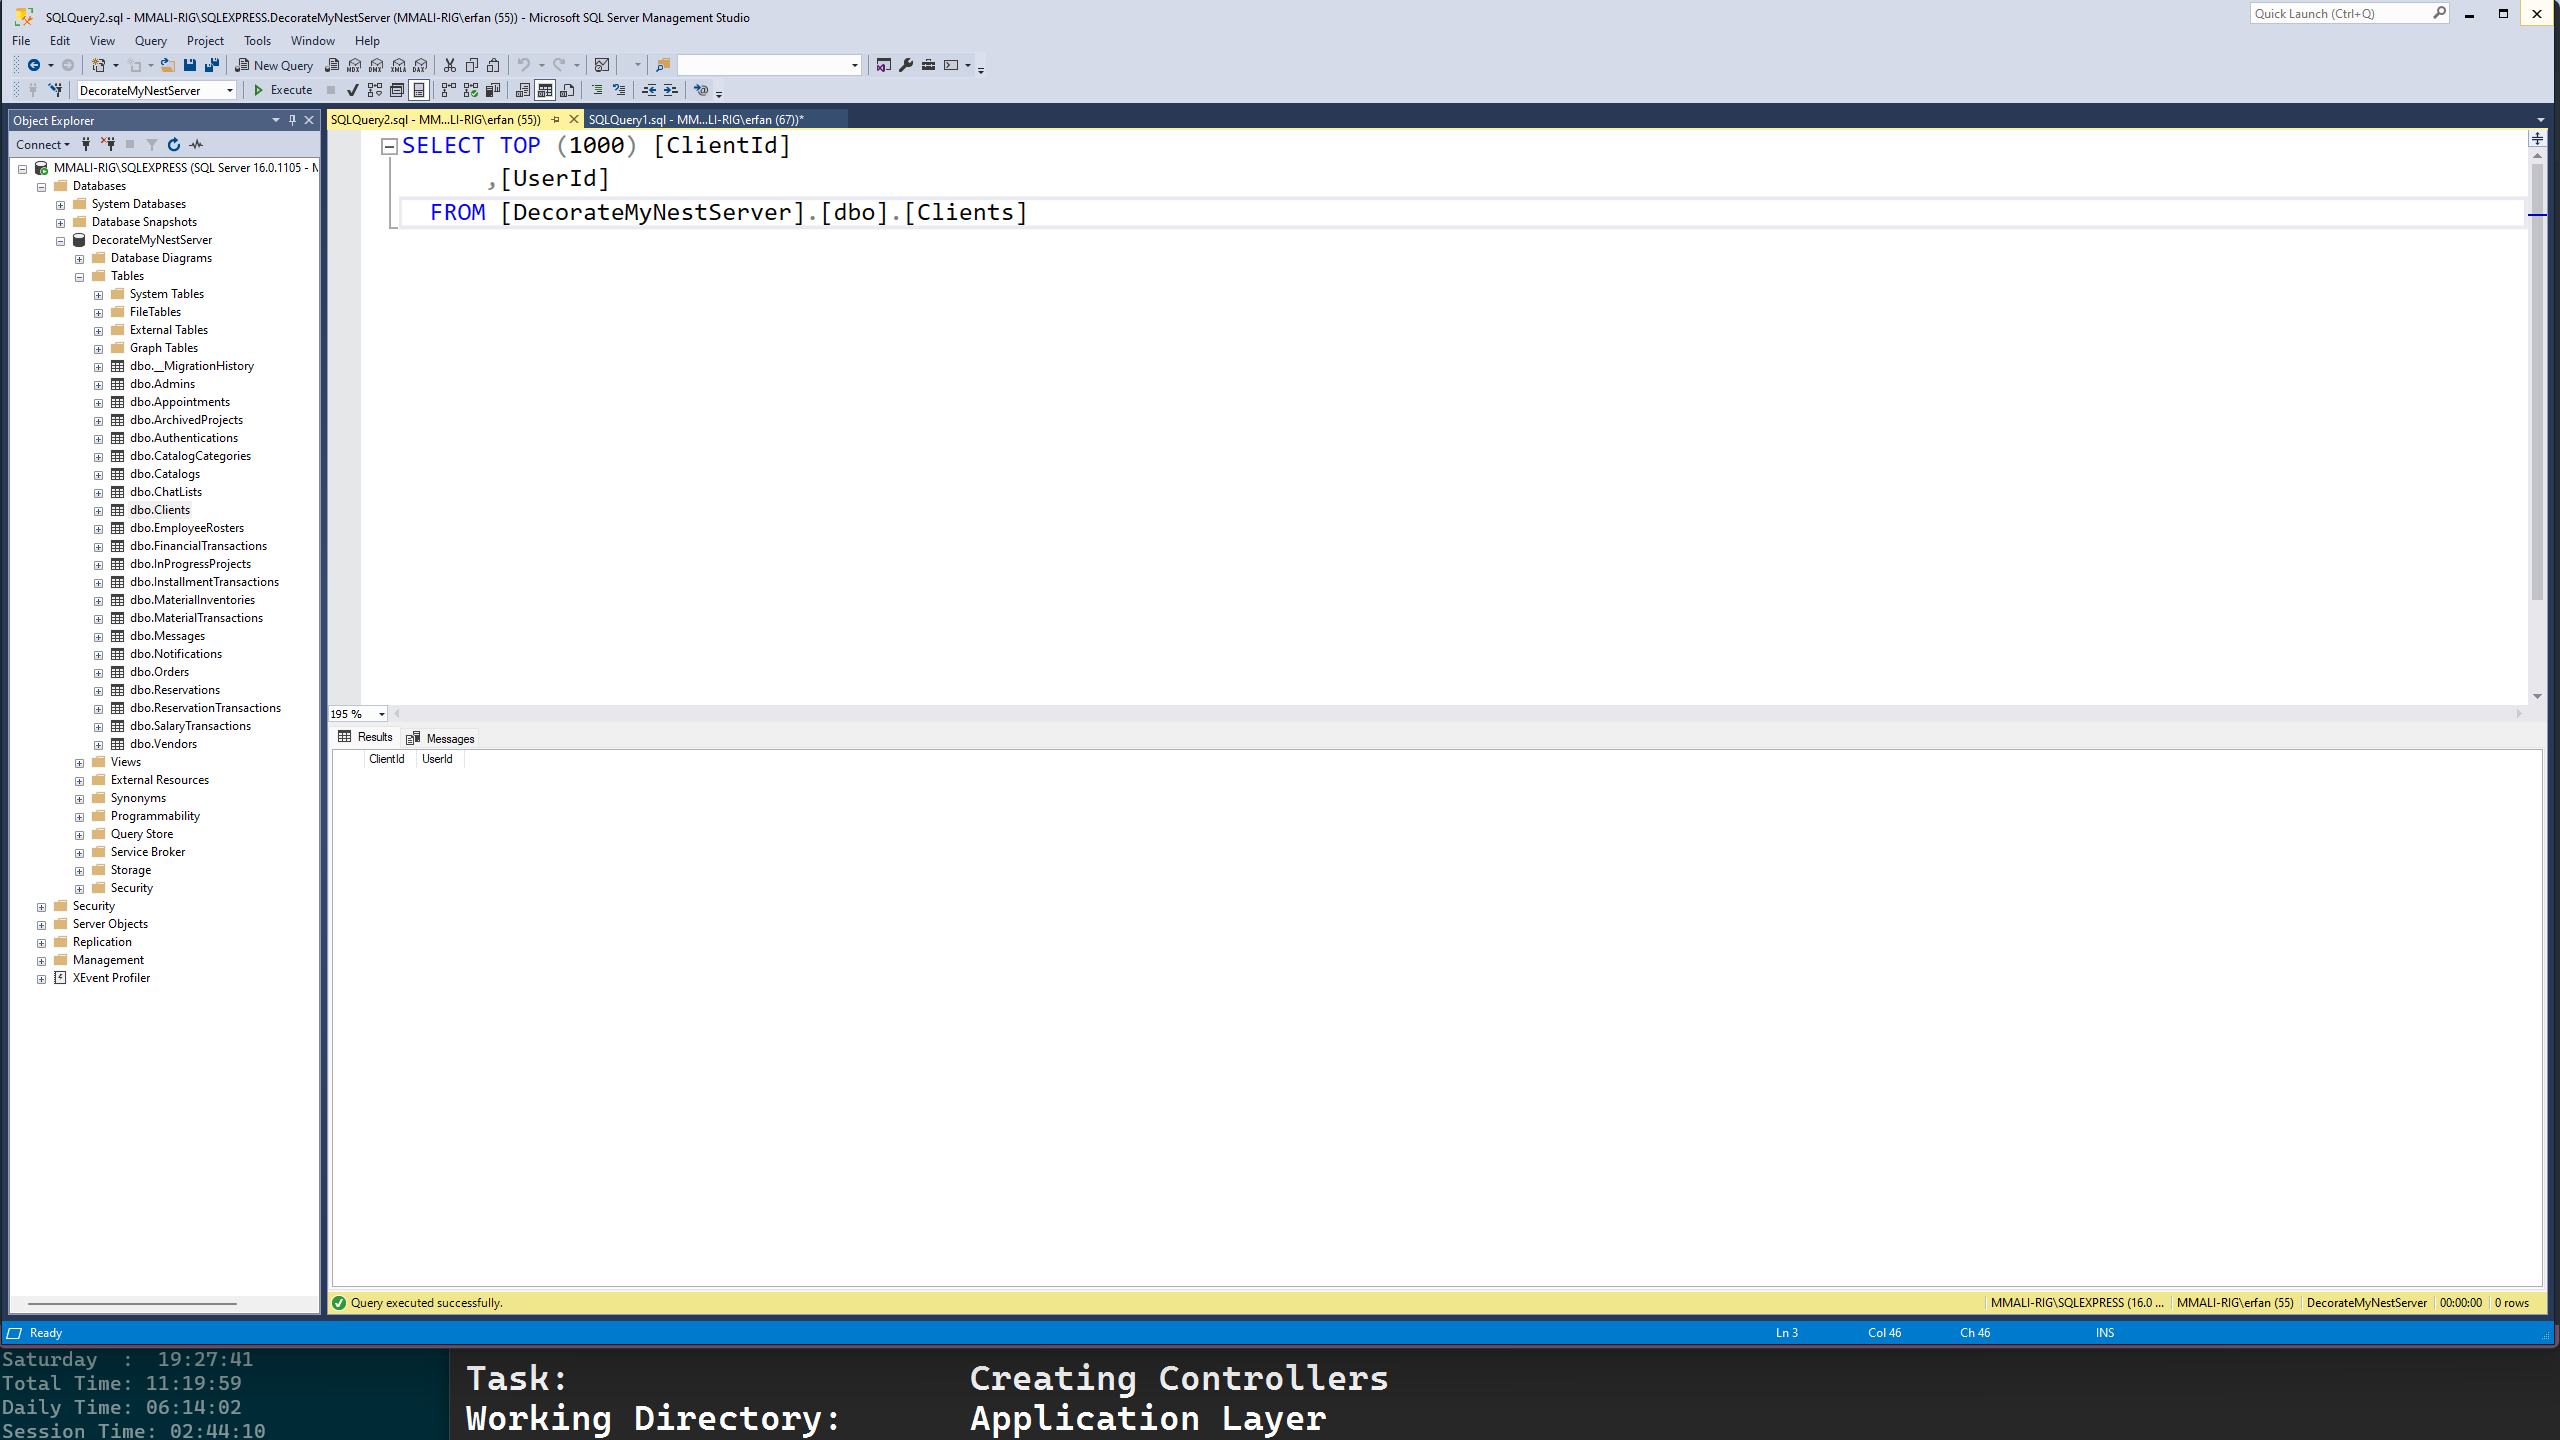 SQLQuery2.sql - MMALI-RIG\SQLEXPRESS.DecorateMyNestServer (MMALI-RIG\erfan (55)) - Microsoft SQL Server Management Studio
Quick Launch (Ctrl+Q)
File Edit View Query Project Tools Window Help
New Query
MDX DMX XMLA DAX
DecorateMyNestServer
Execute
Object Explorer
SQLQuery2.sql - MM...LI-RIG\erfan (55))
SQLQuery1.sql - MM...LI-RIG\erfan (67))*
Connect
MMALI-RIG\SQLEXPRESS (SQL Server 16.0.1105 - M
Databases
System Databases
Database Snapshots
DecorateMyNestServer
Database Diagrams
Tables
System Tables
FileTables
External Tables
Graph Tables
dbo.__MigrationHistory
dbo.Admins
dbo.Appointments
dbo.ArchivedProjects
dbo.Authentications
dbo.CatalogCategories
dbo.Catalogs
dbo.ChatLists
dbo.Clients
dbo.EmployeeRosters
dbo.FinancialTransactions
dbo.InProgressProjects
dbo.InstallmentTransactions
dbo.MaterialInventories
dbo.MaterialTransactions
dbo.Messages
dbo.Notifications
dbo.Orders
dbo.Reservations
dbo.ReservationTransactions
dbo.SalaryTransactions
dbo.Vendors
Views
External Resources
Synonyms
Programmability
Query Store
Service Broker
Storage
Security
Security
Server Objects
Replication
Management
XEvent Profiler
SELECT TOP (1000) [ClientId]
,[UserId]
FROM [DecorateMyNestServer].[dbo].[Clients]
195 %
Results Messages
ClientId UserId
Query executed successfully.
MMALI-RIG\SQLEXPRESS (16.0 ... MMALI-RIG\erfan (55) DecorateMyNestServer 00:00:00 0 rows
Ready
Ln 3 Col 46 Ch 46 INS
Saturday : 19:27:41
Total Time: 11:19:59
Daily Time: 06:14:02
Session Time: 02:44:10
Task: Creating Controllers
Working Directory: Application Layer